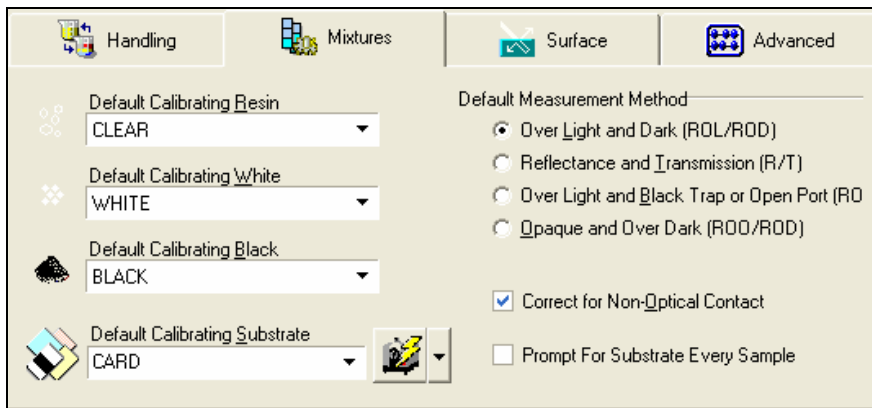 Handling
Mixtures
Surface
Advanced
Default Calibrating Resin
CLEAR
Default Calibrating White
WHITE
Default Calibrating Black
BLACK
Default Calibrating Substrate
CARD
Default Measurement Method
Over Light and Dark (ROL/ROD)
Reflectance and Transmission (R/T)
Over Light and Black Trap or Open Port (RO
Opaque and Over Dark (ROO/ROD)
Correct for Non-Optical Contact
Prompt For Substrate Every Sample